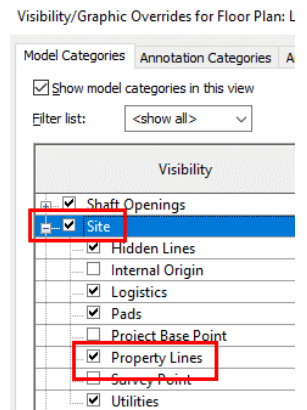 Visibility/Graphic Overrides for Floor Plan: L
Model Categories Annotation Categories A
Show model categories in this view
Filter list: <show all>
Visibility
Shaft Openings
Site
Hidden Lines
Internal Origin
Logistics
Pads
Project Base Point
Property Lines
Survey Point
Utilities